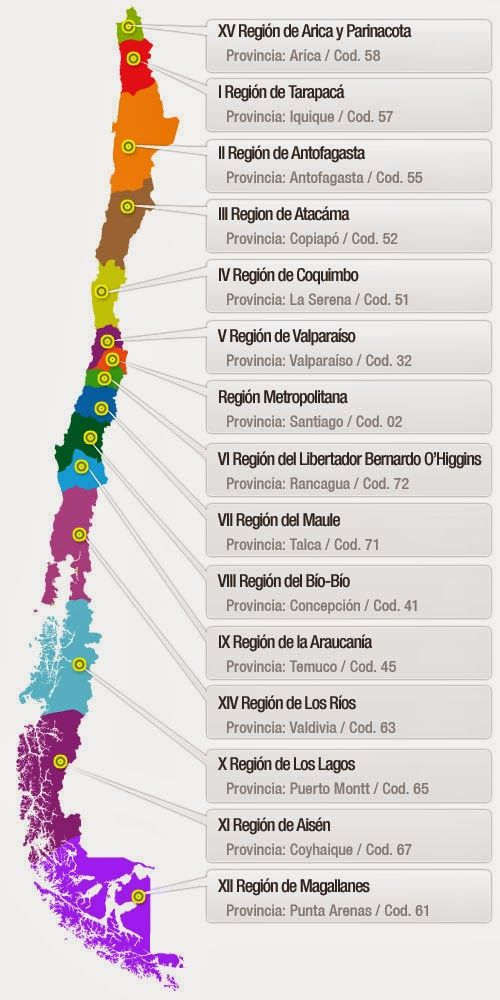 XV Región de Arica y Parinacota
Provincia: Arica / Cod. 58
I Región de Tarapacá
Provincia: Iquique / Cod. 57
II Región de Antofagasta
Provincia: Antofagasta / Cod. 55
III Region de Atacáma
Provincia: Copiapó / Cod. 52
IV Región de Coquimbo
Provincia: La Serena / Cod. 51
V Región de Valparaíso
Provincia: Valparaíso / Cod. 32
Región Metropolitana
Provincia: Santiago / Cod. 02
VI Región del Libertador Bernardo O'Higgins
Provincia: Rancagua / Cod. 72
VII Región del Maule
Provincia: Talca / Cod. 71
VIII Región del Bío-Bío
Provincia: Concepción / Cod. 41
IX Región de la Araucanía
Provincia: Temuco / Cod. 45
XIV Región de Los Ríos
Provincia: Valdivia / Cod. 63
X Región de Los Lagos
Provincia: Puerto Montt / Cod. 65
XI Región de Aisén
Provincia: Coyhaique / Cod. 67
XII Región de Magallanes
Provincia: Punta Arenas / Cod. 61